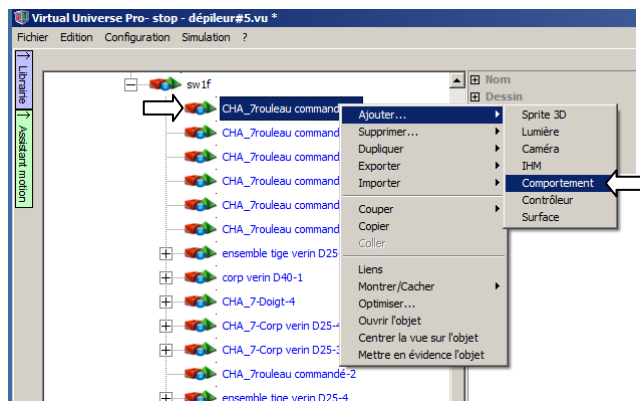 Virtual Universe Pro- stop - dépileur#5.vu *
Fichier Edition Configuration Simulation ?
Librairie
Assistant motion
sw1f
CHA_7rouleau command
CHA_7rouleau command
CHA_7rouleau command
CHA_7rouleau command
CHA_7rouleau command
CHA_7rouleau command
ensemble tige verin D25
corp verin D40-1
CHA_7-Doigt-4
CHA_7-Corp verin D25-4
CHA_7-Corp verin D25-3
CHA_7rouleau commandé-2
ensemble tige verin D25-4
Nom
Dessin
Ajouter...
Supprimer...
Dupliquer
Exporter
Importer
Couper
Copier
Coller
Liens
Montrer/Cacher
Optimiser...
Ouvrir l'objet
Centrer la vue sur l'objet
Mettre en évidence l'objet
Sprite 3D
Lumière
Caméra
IHM
Comportement
Contrôleur
Surface